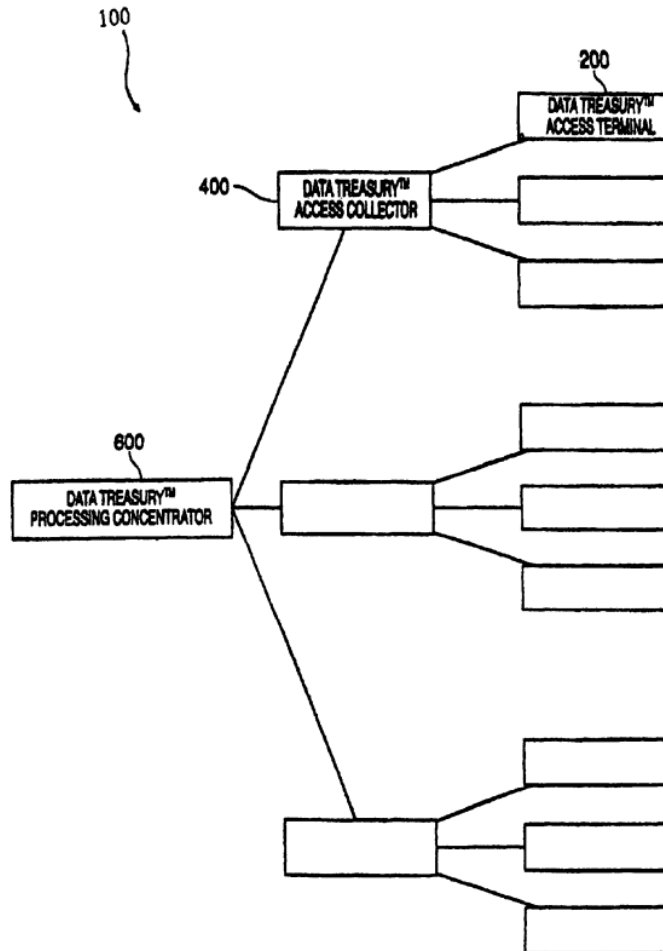 100
200
DATA TREASURY™
ACCESS TERMINAL
400
DATA TREASURY™
ACCESS COLLECTOR
600
DATA TREASURY™
PROCESSING CONCENTRATOR